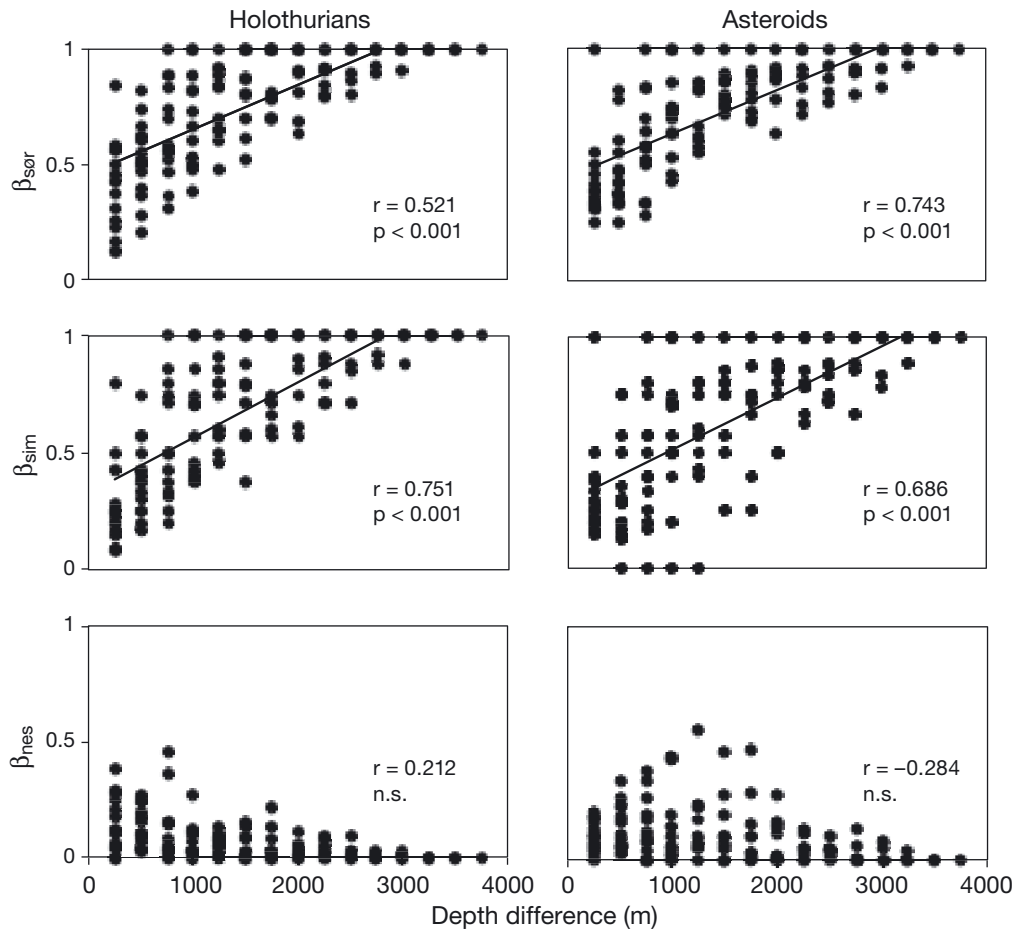 Holothurians
Asteroids
1
0.5
0
βsør
r = 0.521
p < 0.001
r = 0.743
p < 0.001
1
0.5
0
βsim
r = 0.751
p < 0.001
r = 0.686
p < 0.001
1
0.5
0
βnes
r = 0.212
n.s.
r = −0.284
n.s.
0 1000 2000 3000 4000
0 1000 2000 3000 4000
Depth difference (m)